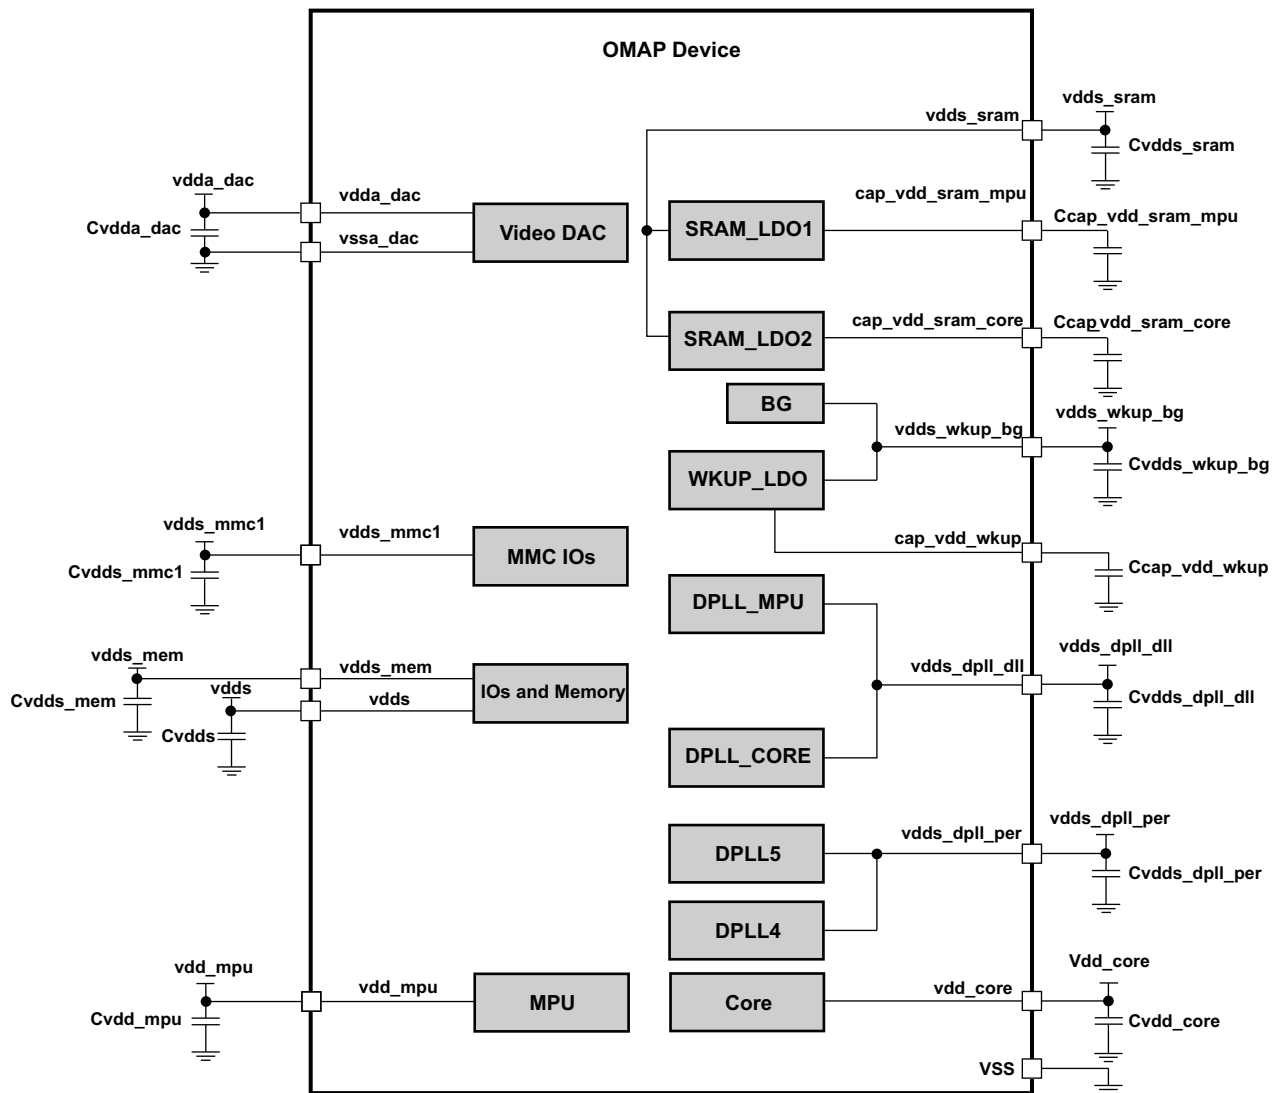 OMAP Device
vdds_sram
vdds_sram
Cvdds_sram
vdda_dac
vdda_dac
Cvdda_dac
vssa_dac
Video DAC
cap_vdd_sram_mpu
SRAM_LDO1
Ccap_vdd_sram_mpu
SRAM_LDO2
cap_vdd_sram_core
Ccap_vdd_sram_core
BG
vdds_wkup_bg
vdds_wkup_bg
Cvdds_wkup_bg
WKUP_LDO
cap_vdd_wkup
Ccap_vdd_wkup
vdds_mmc1
vdds_mmc1
Cvdds_mmc1
MMC IOs
DPLL_MPU
vdds_dpll_dll
vdds_dpll_dll
Cvdds_dpll_dll
vdds_mem
vdds_mem
Cvdds_mem
vdds
vdds
Cvdds
IOs and Memory
DPLL_CORE
DPLL5
vdds_dpll_per
vdds_dpll_per
Cvdds_dpll_per
DPLL4
vdd_mpu
vdd_mpu
Cvdd_mpu
MPU
Core
vdd_core
Vdd_core
Cvdd_core
VSS